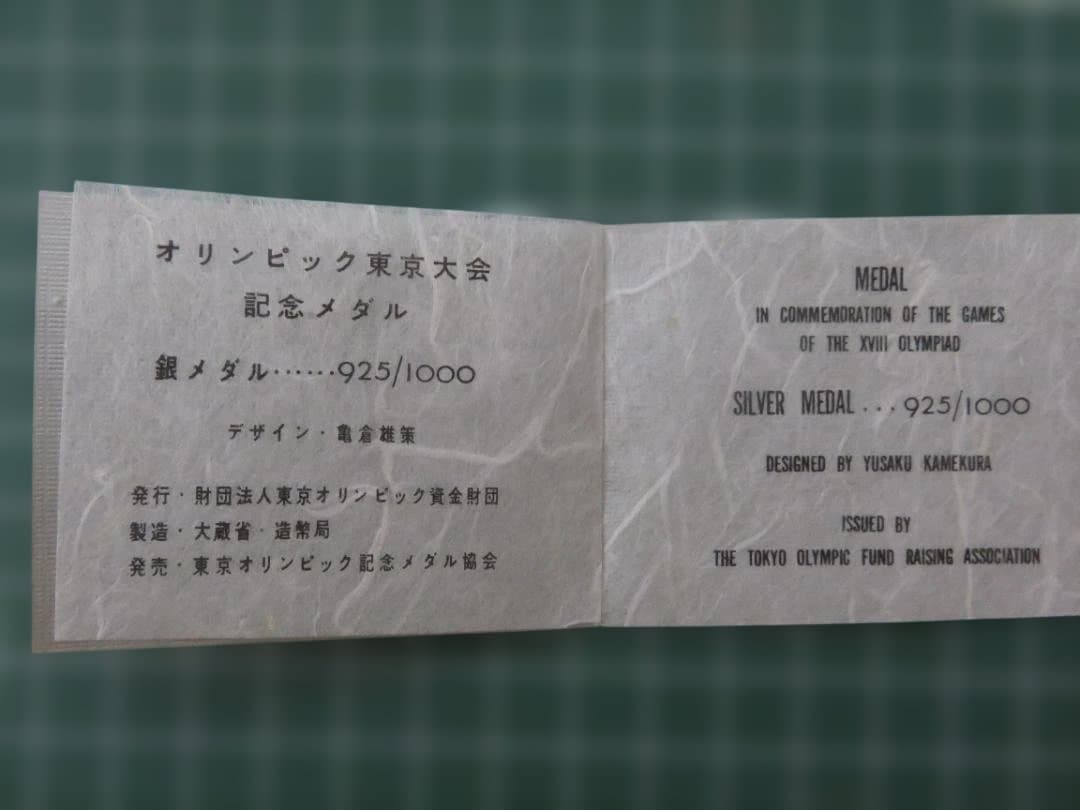 オリンピック東京大会
記念メダル
銀メダル……925/1000
デザイン・亀倉雄策
発行・財団法人東京オリンピック資金財団
製造・大蔵省・造幣局
発売・東京オリンピック記念メダル協会
MEDAL
IN COMMEMORATION OF THE GAMES
OF THE XVIII OLYMPIAD
SILVER MEDAL...925/1000
DESIGNED BY YUSAKU KAMEKURA
ISSUED BY
THE TOKYO OLYMPIC FUND RAISING ASSOCIATION